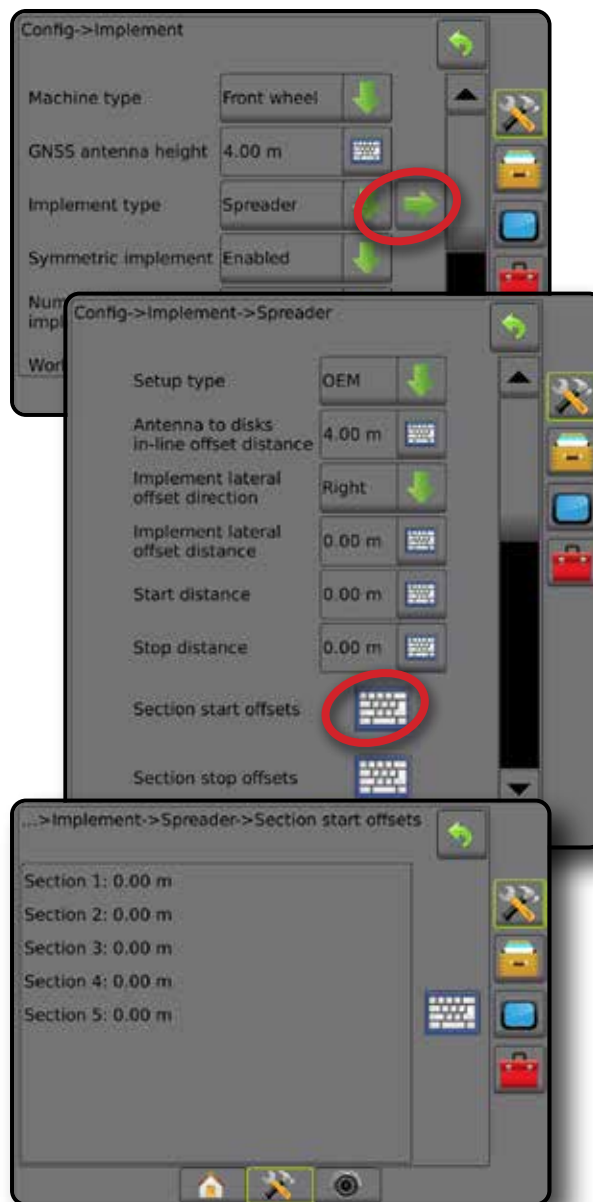 Config->Implement
Machine type Front wheel
GNSS antenna height 4.00 m
Implement type Spreader
Symmetric implement Enabled
Config->Implement->Spreader
Setup type OEM
Antenna to disks
in-line offset distance 4.00 m
Implement lateral
offset direction Right
Implement lateral
offset distance 0.00 m
Start distance 0.00 m
Stop distance 0.00 m
Section start offsets
Section stop offsets
...>Implement->Spreader->Section start offsets
Section 1: 0.00 m
Section 2: 0.00 m
Section 3: 0.00 m
Section 4: 0.00 m
Section 5: 0.00 m